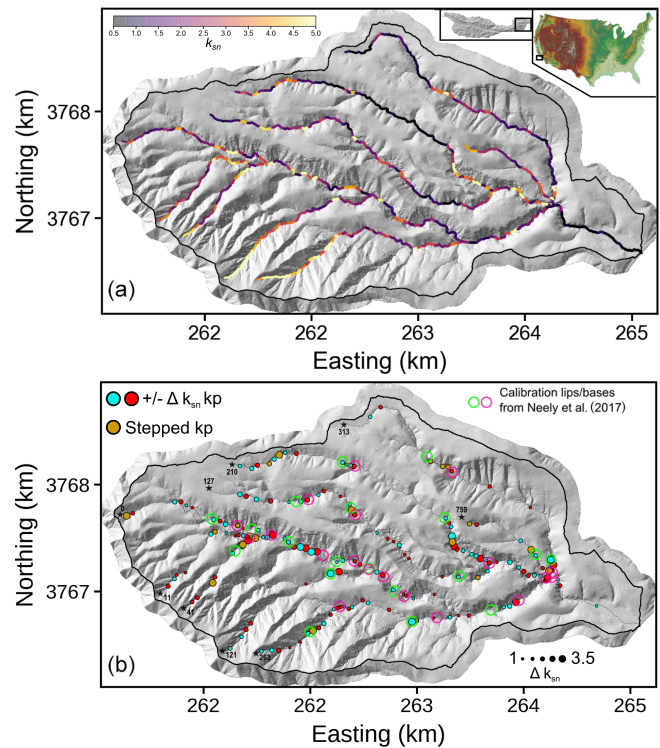 0.5 1.0 1.5 2.0 2.5 3.0 3.5 4.0 4.5 5.0
ksn
3768
3767
Northing (km)
(a)
262 262 263 264 265
Easting (km)
+/- Δ ksn kp
Stepped kp
Calibration lips/bases
from Neely et al. (2017)
313
210
127
0
759
11
41
121
263
3768
3767
Northing (km)
(b)
1 3.5
Δ ksn
262 262 263 264 265
Easting (km)